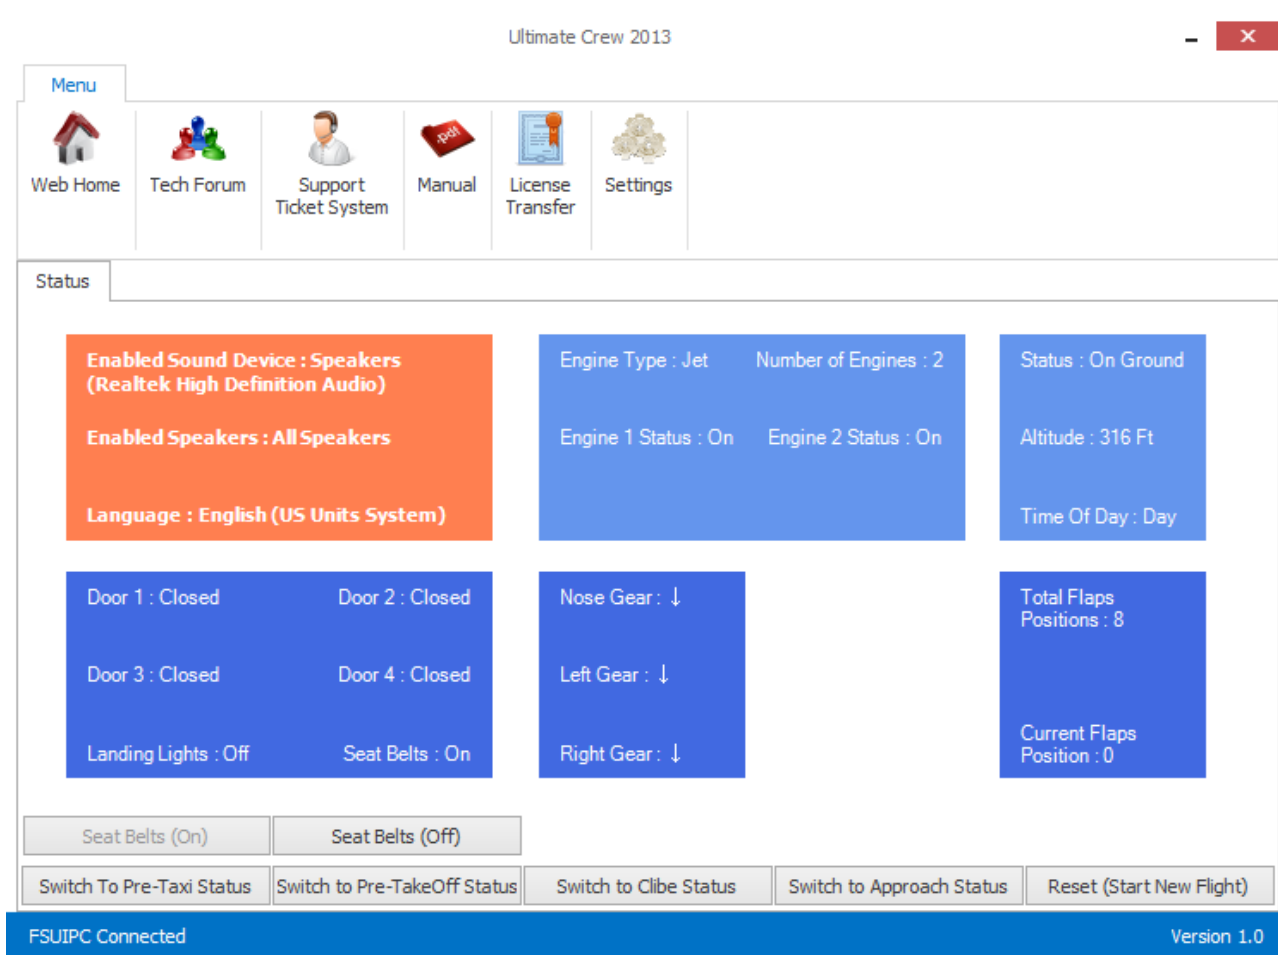 Ultimate Crew 2013
Menu
Web Home
Tech Forum
Support
Ticket System
.pdf
Manual
License
Transfer
Settings
Status
Enabled Sound Device : Speakers
(Realtek High Definition Audio)
Enabled Speakers : All Speakers
Language : English (US Units System)
Engine Type : Jet
Number of Engines : 2
Engine 1 Status : On
Engine 2 Status : On
Status : On Ground
Altitude : 316 Ft
Time Of Day : Day
Door 1 : Closed
Door 2 : Closed
Door 3 : Closed
Door 4 : Closed
Landing Lights : Off
Seat Belts : On
Nose Gear : ↓
Left Gear : ↓
Right Gear : ↓
Total Flaps
Positions : 8
Current Flaps
Position : 0
Seat Belts (On)
Seat Belts (Off)
Switch To Pre-Taxi Status
Switch to Pre-TakeOff Status
Switch to Clibe Status
Switch to Approach Status
Reset (Start New Flight)
FSUIPC Connected
Version 1.0